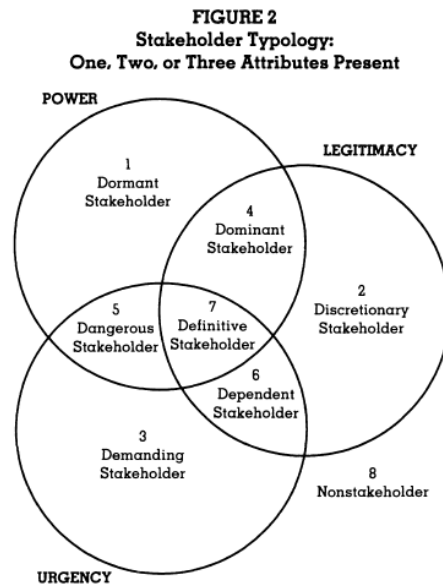 FIGURE 2
Stakeholder Typology:
One, Two, or Three Attributes Present
POWER
LEGITIMACY
1
Dormant
Stakeholder
4
Dominant
Stakeholder
2
Discretionary
Stakeholder
5
Dangerous
Stakeholder
7
Definitive
Stakeholder
6
Dependent
Stakeholder
3
Demanding
Stakeholder
8
Nonstakeholder
URGENCY